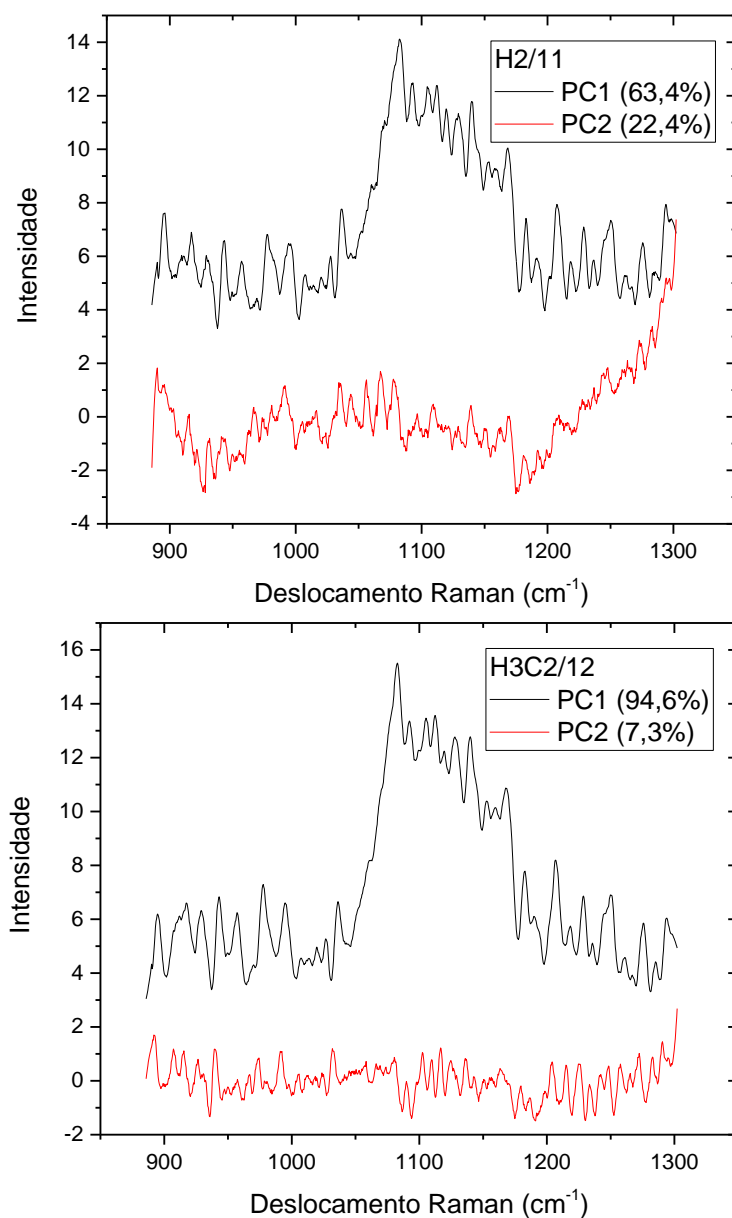 14
12
10
8
6
4
2
0
-2
-4
Intensidade
H2/11
PC1 (63,4%)
PC2 (22,4%)
900 1000 1100 1200 1300
Deslocamento Raman (cm-1)
16
14
12
10
8
6
4
2
0
-2
Intensidade
H3C2/12
PC1 (94,6%)
PC2 (7,3%)
900 1000 1100 1200 1300
Deslocamento Raman (cm-1)